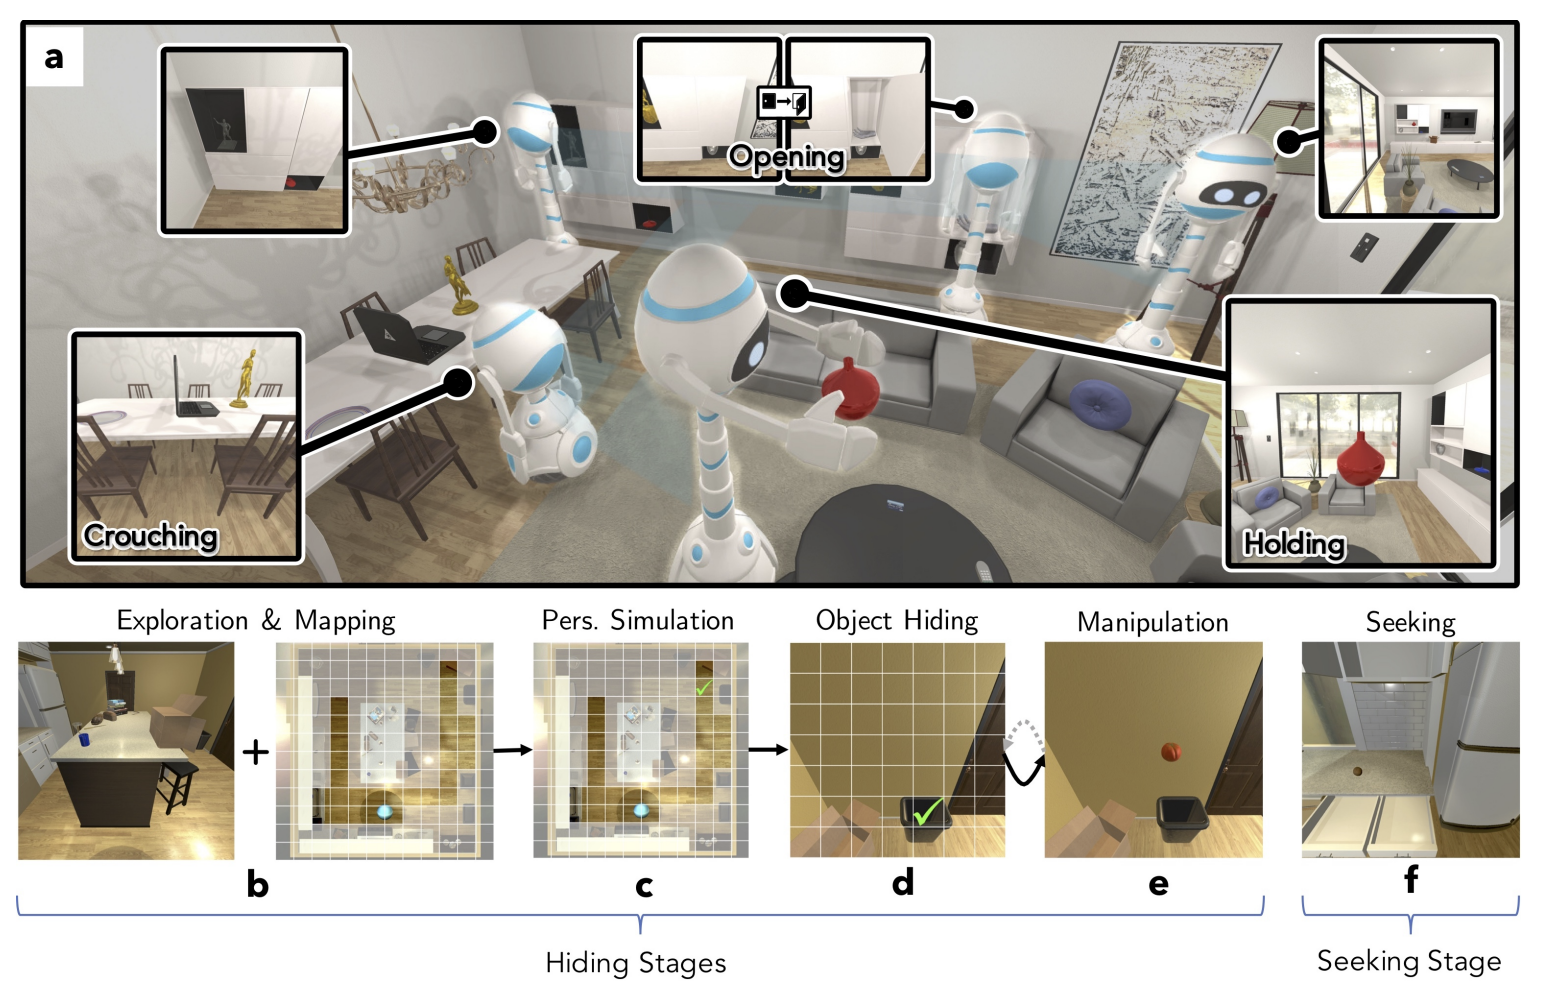 a
Opening
Crouching
Holding
Exploration & Mapping
Pers. Simulation
Object Hiding
Manipulation
Seeking
+
b
c
d
e
f
Hiding Stages
Seeking Stage